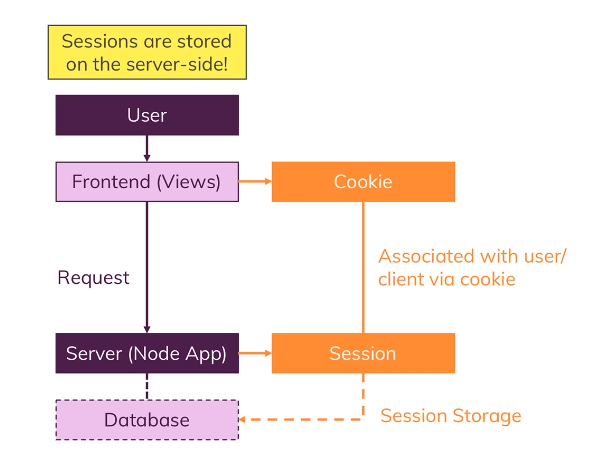 Sessions are stored
on the server-side!
User
Frontend (Views)
Cookie
Associated with user/
client via cookie
Request
Server (Node App)
Session
Database
Session Storage